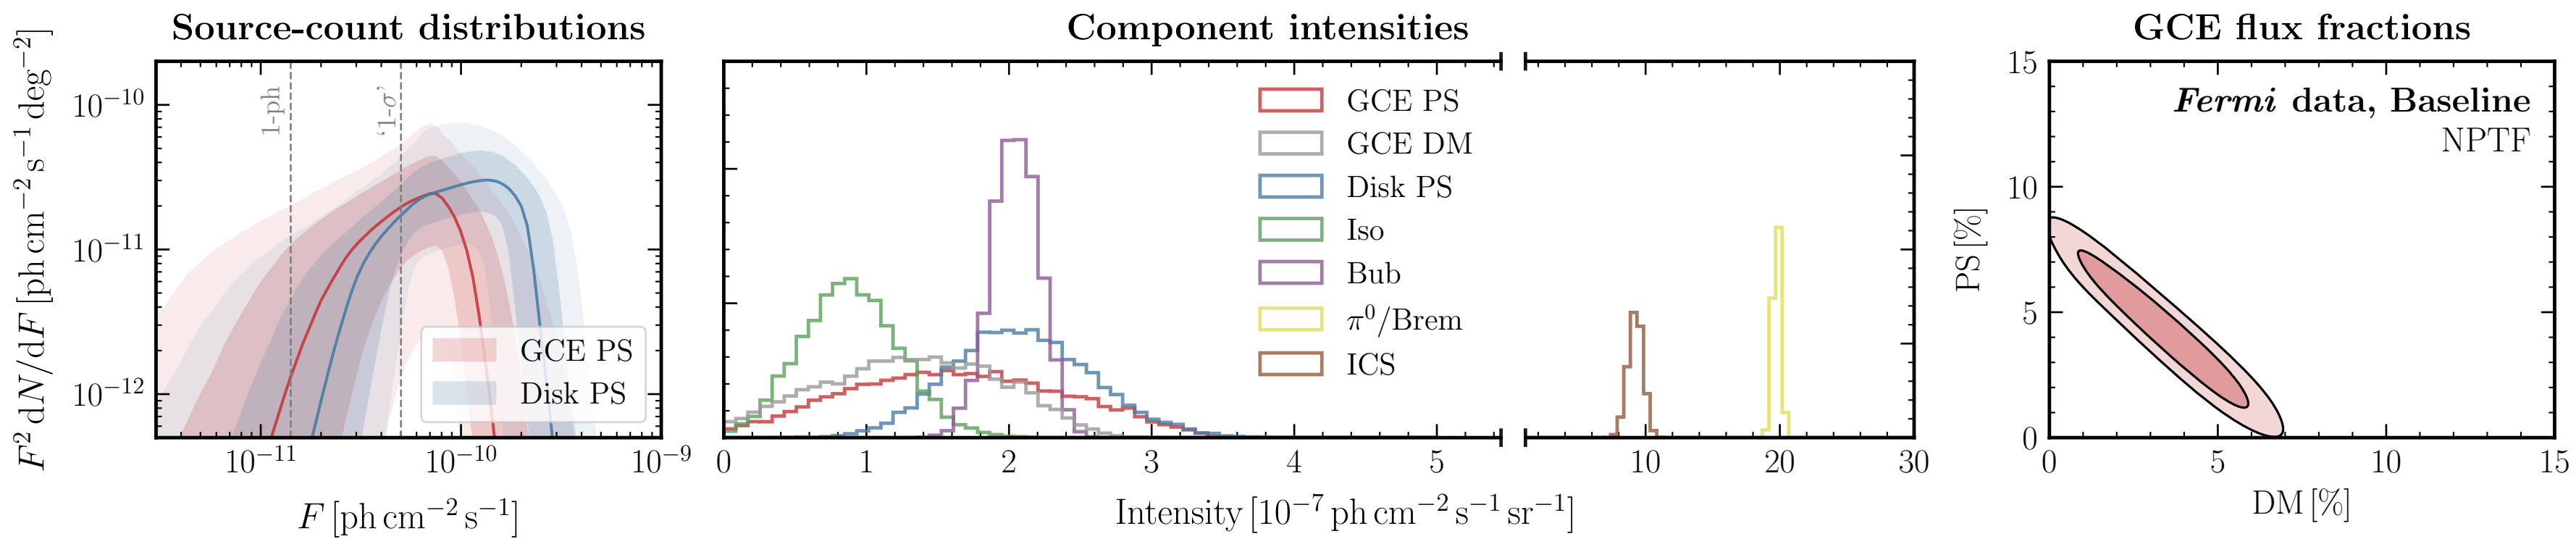 Source-count distributions
F² dN/dF [ph cm⁻² s⁻¹ deg⁻²]
10⁻¹⁰
10⁻¹¹
10⁻¹²
1-ph
‘1-σ’
GCE PS
Disk PS
10⁻¹¹ 10⁻¹⁰ 10⁻⁹
F [ph cm⁻² s⁻¹]
Component intensities
GCE PS
GCE DM
Disk PS
Iso
Bub
π⁰/Brem
ICS
0 1 2 3 4 5 10 20 30
Intensity [10⁻⁷ ph cm⁻² s⁻¹ sr⁻¹]
GCE flux fractions
PS [%]
15
10
5
0
Fermi data, Baseline
NPTF
0 5 10 15
DM [%]